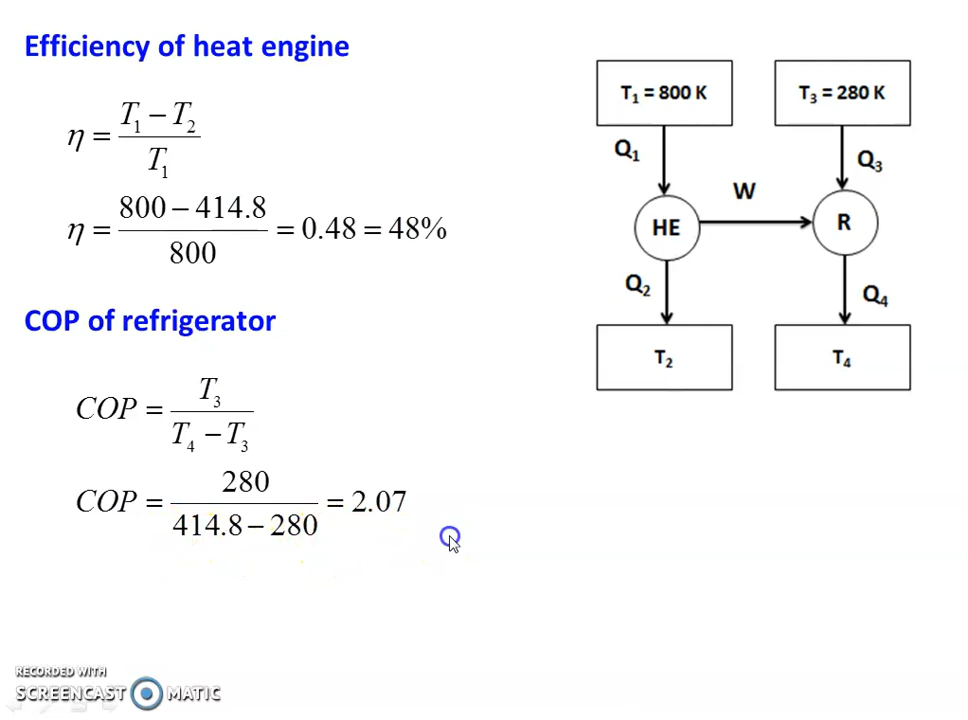 Efficiency of heat engine
η = (T₁ − T₂) / T₁
η = (800 − 414.8) / 800 = 0.48 = 48%
COP of refrigerator
COP = T₃ / (T₄ − T₃)
COP = 280 / (414.8 − 280) = 2.07
T₁ = 800 K
T₃ = 280 K
Q₁
Q₃
W
HE
R
Q₂
Q₄
T₂
T₄
RECORDED WITH
SCREENCAST MATIC